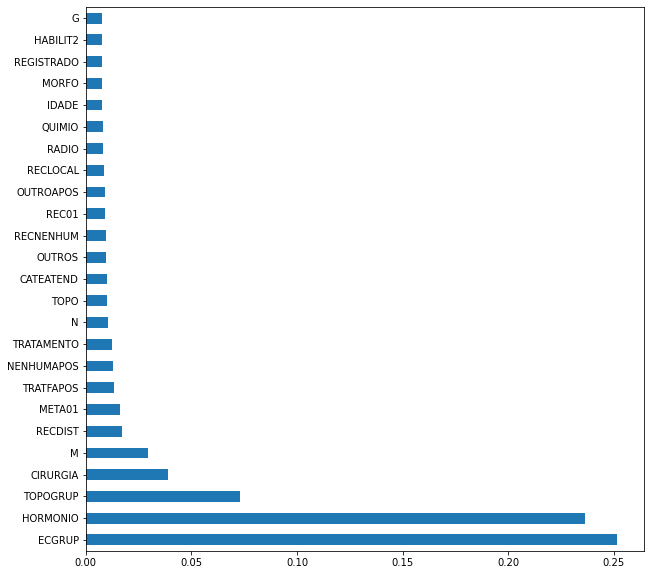 G
HABILIT2
REGISTRADO
MORFO
IDADE
QUIMIO
RADIO
RECLOCAL
OUTROAPOS
REC01
RECNENHUM
OUTROS
CATEATEND
TOPO
N
TRATAMENTO
NENHUMAPOS
TRATFAPOS
META01
RECDIST
M
CIRURGIA
TOPOGRUP
HORMONIO
ECGRUP
0.00 0.05 0.10 0.15 0.20 0.25